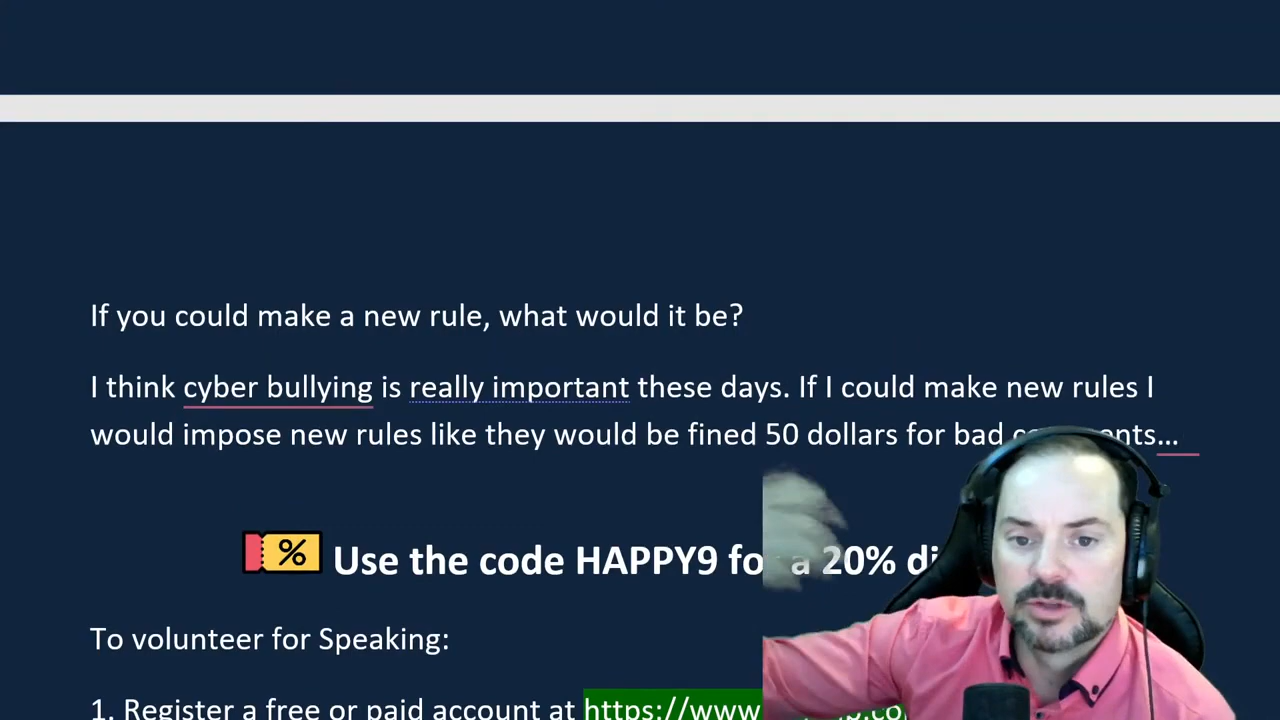 If you could make a new rule, what would it be?
I think cyber bullying is really important these days. If I could make new rules I
would impose new rules like they would be fined 50 dollars for bad
%
Use the code HAPPY9 for a 20%
To volunteer for Speaking:
1. Register a free or paid account at https://www